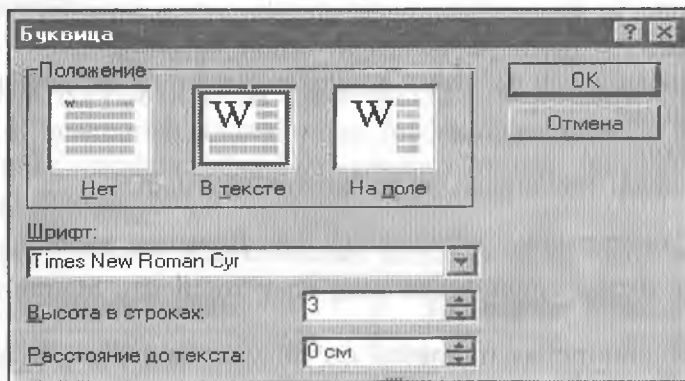 Буквица
Положение
W
W
W
Нет
В тексте
На поле
OK
Отмена
Шрифт:
Times New Roman Cyr
Высота в строках:
3
Расстояние до текста:
0 см